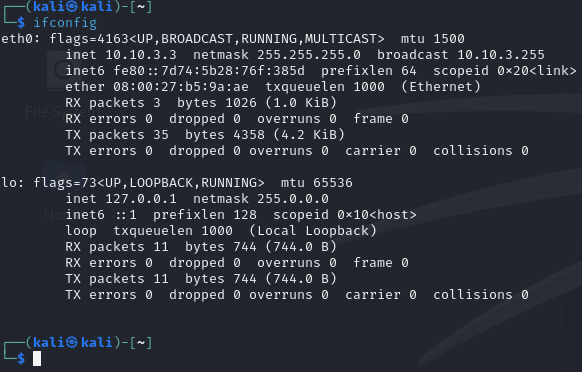 ┌──(kali㉿kali)-[~]
└─$ ifconfig
eth0: flags=4163<UP,BROADCAST,RUNNING,MULTICAST>  mtu 1500
        inet 10.10.3.3  netmask 255.255.255.0  broadcast 10.10.3.255
        inet6 fe80::7d74:5b28:76f:385d  prefixlen 64  scopeid 0×20<link>
        ether 08:00:27:b5:9a:ae  txqueuelen 1000  (Ethernet)
        RX packets 3  bytes 1026 (1.0 KiB)
        RX errors 0  dropped 0  overruns 0  frame 0
        TX packets 35  bytes 4358 (4.2 KiB)
        TX errors 0  dropped 0 overruns 0  carrier 0  collisions 0

lo: flags=73<UP,LOOPBACK,RUNNING>  mtu 65536
        inet 127.0.0.1  netmask 255.0.0.0
        inet6 ::1  prefixlen 128  scopeid 0×10<host>
        loop  txqueuelen 1000  (Local Loopback)
        RX packets 11  bytes 744 (744.0 B)
        RX errors 0  dropped 0  overruns 0  frame 0
        TX packets 11  bytes 744 (744.0 B)
        TX errors 0  dropped 0 overruns 0  carrier 0  collisions 0

┌──(kali㉿kali)-[~]
└─$